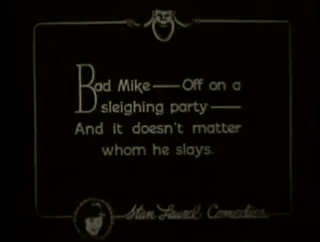 Bad Mike — Off on a
sleighing party —
And it doesn't matter
whom he slays.
Stan Laurel Comedies